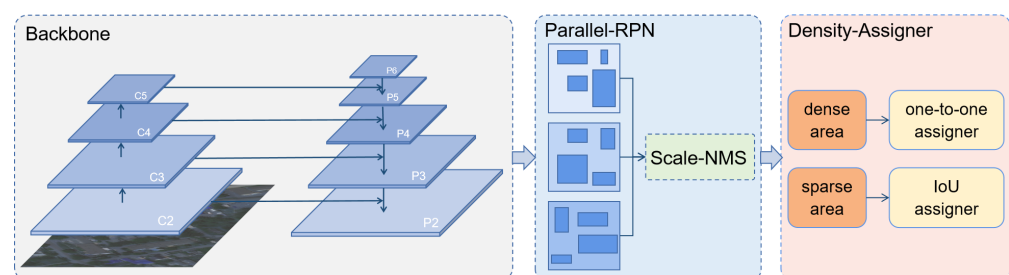 Backbone
C5
C4
C3
C2
P6
P5
P4
P3
P2
Parallel-RPN
Scale-NMS
Density-Assigner
dense
area
one-to-one
assigner
sparse
area
IoU
assigner